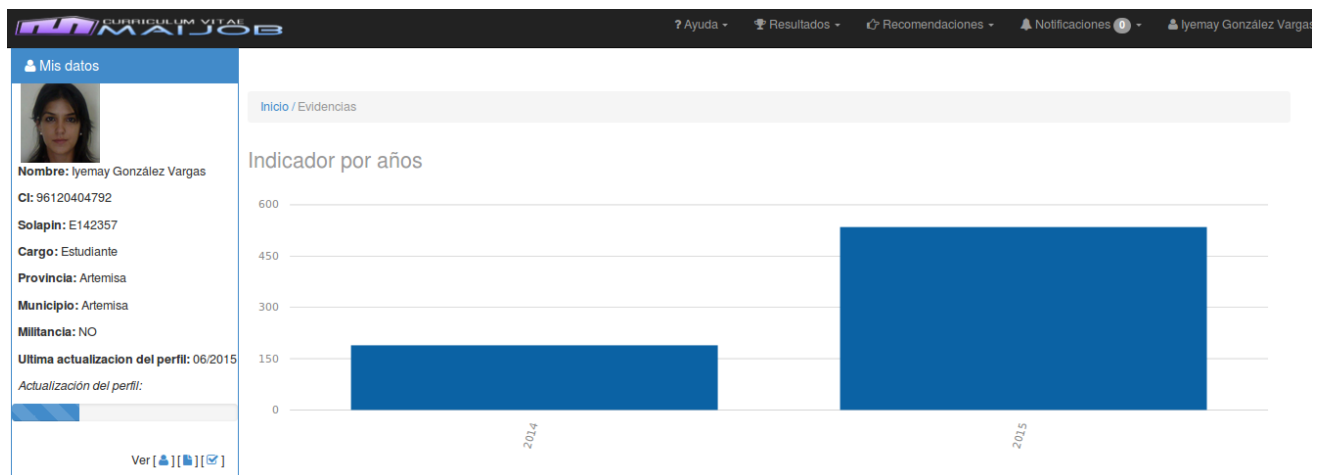 CURRICULUM VITAE
MAIJOB
? Ayuda
Resultados
Recomendaciones
Notificaciones 0
Iyemay González Vargas
Mis datos
Inicio / Evidencias
Nombre: Iyemay González Vargas
CI: 96120404792
Solapin: E142357
Cargo: Estudiante
Provincia: Artemisa
Municipio: Artemisa
Militancia: NO
Ultima actualizacion del perfil: 06/2015
Actualización del perfil:
Ver [ ] [ ] [ ]
Indicador por años
600
450
300
150
0
2014
2015